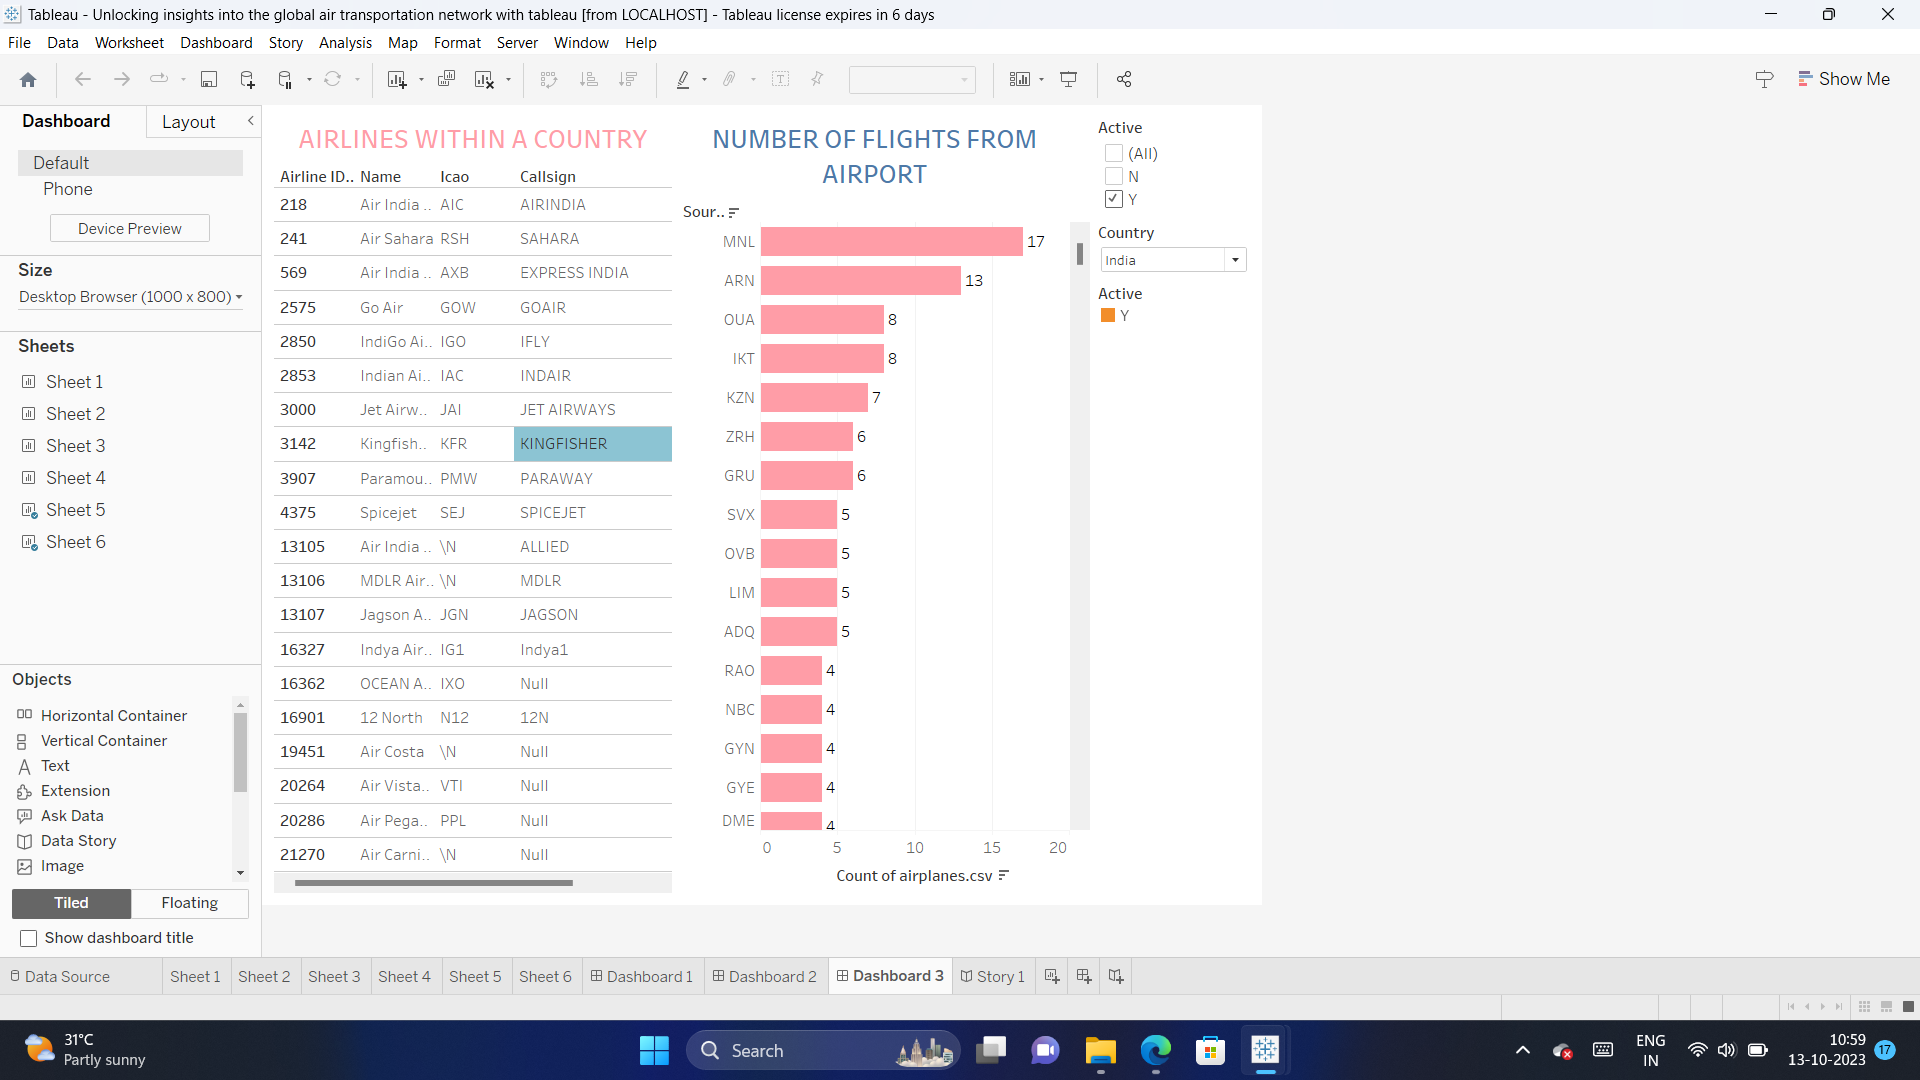 Tableau - Unlocking insights into the global air transportation network with tableau [from LOCALHOST] - Tableau license expires in 6 days
File Data Worksheet Dashboard Story Analysis Map Format Server Window Help
Show Me
Dashboard Layout
Default
Phone
Device Preview
Size
Desktop Browser (1000 x 800)
Sheets
Sheet 1
Sheet 2
Sheet 3
Sheet 4
Sheet 5
Sheet 6
Objects
Horizontal Container
Vertical Container
Text
Extension
Ask Data
Data Story
Image
Tiled Floating
Show dashboard title
AIRLINES WITHIN A COUNTRY
Airline ID.. Name Icao Callsign
218 Air India .. AIC AIRINDIA
241 Air Sahara RSH SAHARA
569 Air India .. AXB EXPRESS INDIA
2575 Go Air GOW GOAIR
2850 IndiGo Ai.. IGO IFLY
2853 Indian Ai.. IAC INDAIR
3000 Jet Airw.. JAI JET AIRWAYS
3142 Kingfish.. KFR KINGFISHER
3907 Paramou.. PMW PARAWAY
4375 Spicejet SEJ SPICEJET
13105 Air India .. \N ALLIED
13106 MDLR Air.. \N MDLR
13107 Jagson A.. JGN JAGSON
16327 Indya Air.. IG1 Indya1
16362 OCEAN A.. IXO Null
16901 12 North N12 12N
19451 Air Costa \N Null
20264 Air Vista.. VTI Null
20286 Air Pega.. PPL Null
21270 Air Carni.. \N Null
NUMBER OF FLIGHTS FROM
AIRPORT
Sour..
MNL 17
ARN 13
OUA 8
IKT 8
KZN 7
ZRH 6
GRU 6
SVX 5
OVB 5
LIM 5
ADQ 5
RAO 4
NBC 4
GYN 4
GYE 4
DME 4
0 5 10 15 20
Count of airplanes.csv
Active
(All)
N
Y
Country
India
Active
Y
Data Source Sheet 1 Sheet 2 Sheet 3 Sheet 4 Sheet 5 Sheet 6 Dashboard 1 Dashboard 2 Dashboard 3 Story 1
31°C
Partly sunny
Search
ENG
IN
10:59
13-10-2023
17